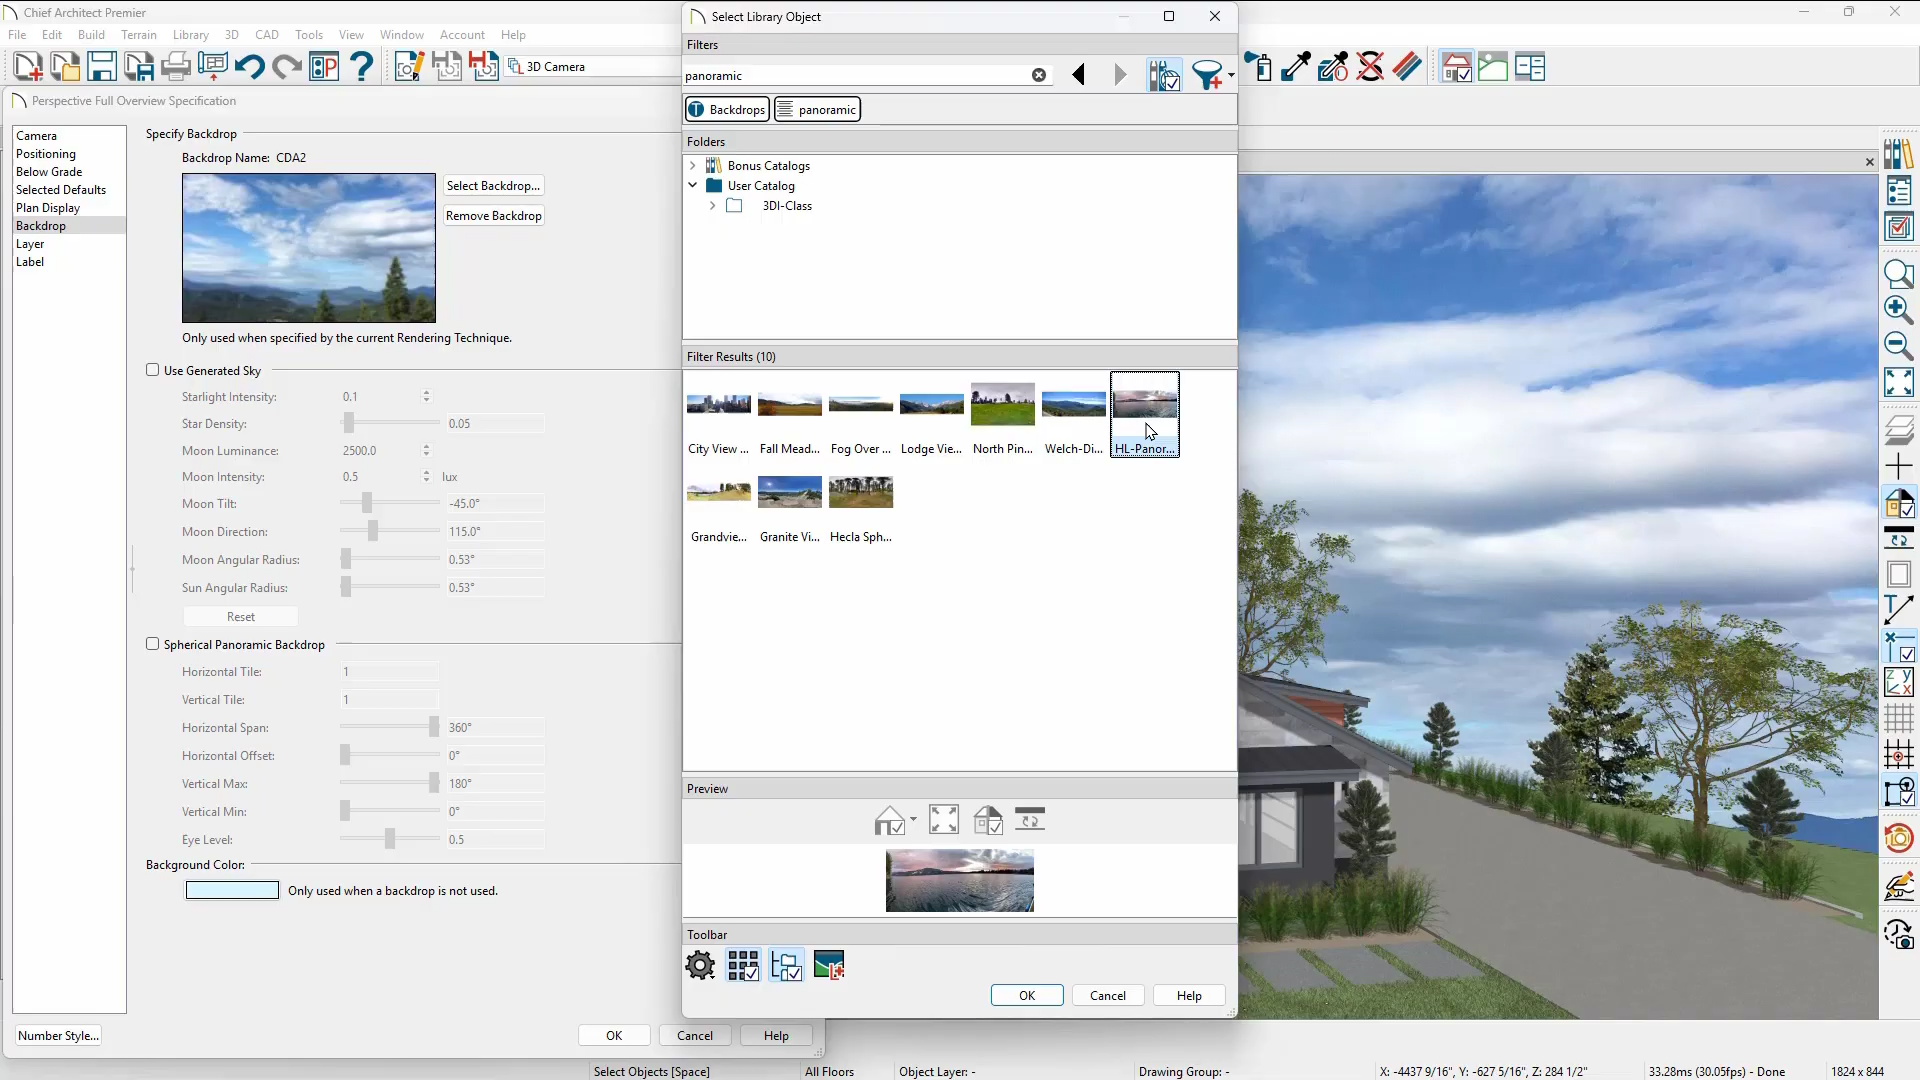 Chief Architect Premier
File Edit Build Terrain Library 3D CAD Tools View Window Account Help
3D Camera
Perspective Full Overview Specification
Camera
Positioning
Below Grade
Selected Defaults
Plan Display
Backdrop
Layer
Label
Specify Backdrop
Backdrop Name: CDA2
Select Backdrop...
Remove Backdrop
Only used when specified by the current Rendering Technique.
Use Generated Sky
Starlight Intensity: 0.1
Star Density: 0.05
Moon Luminance: 2500.0
Moon Intensity: 0.5 lux
Moon Tilt: -45.0°
Moon Direction: 115.0°
Moon Angular Radius: 0.53°
Sun Angular Radius: 0.53°
Reset
Spherical Panoramic Backdrop
Horizontal Tile: 1
Vertical Tile: 1
Horizontal Span: 360°
Horizontal Offset: 0°
Vertical Max: 180°
Vertical Min: 0°
Eye Level: 0.5
Background Color:
Only used when a backdrop is not used.
Number Style...
OK Cancel Help
Select Library Object
Filters
panoramic
Backdrops panoramic
Folders
Bonus Catalogs
User Catalog
3DI-Class
Filter Results (10)
City View ... Fall Mead... Fog Over ... Lodge Vie... North Pin... Welch-Di... HL-Panor...
Grandvie... Granite Vi... Hecla Sph...
Preview
Toolbar
OK Cancel Help
Select Objects [Space] All Floors Object Layer: - Drawing Group: - X: -4437 9/16", Y: -627 5/16", Z: 284 1/2" 33.28ms (30.05fps) - Done 1824 x 844